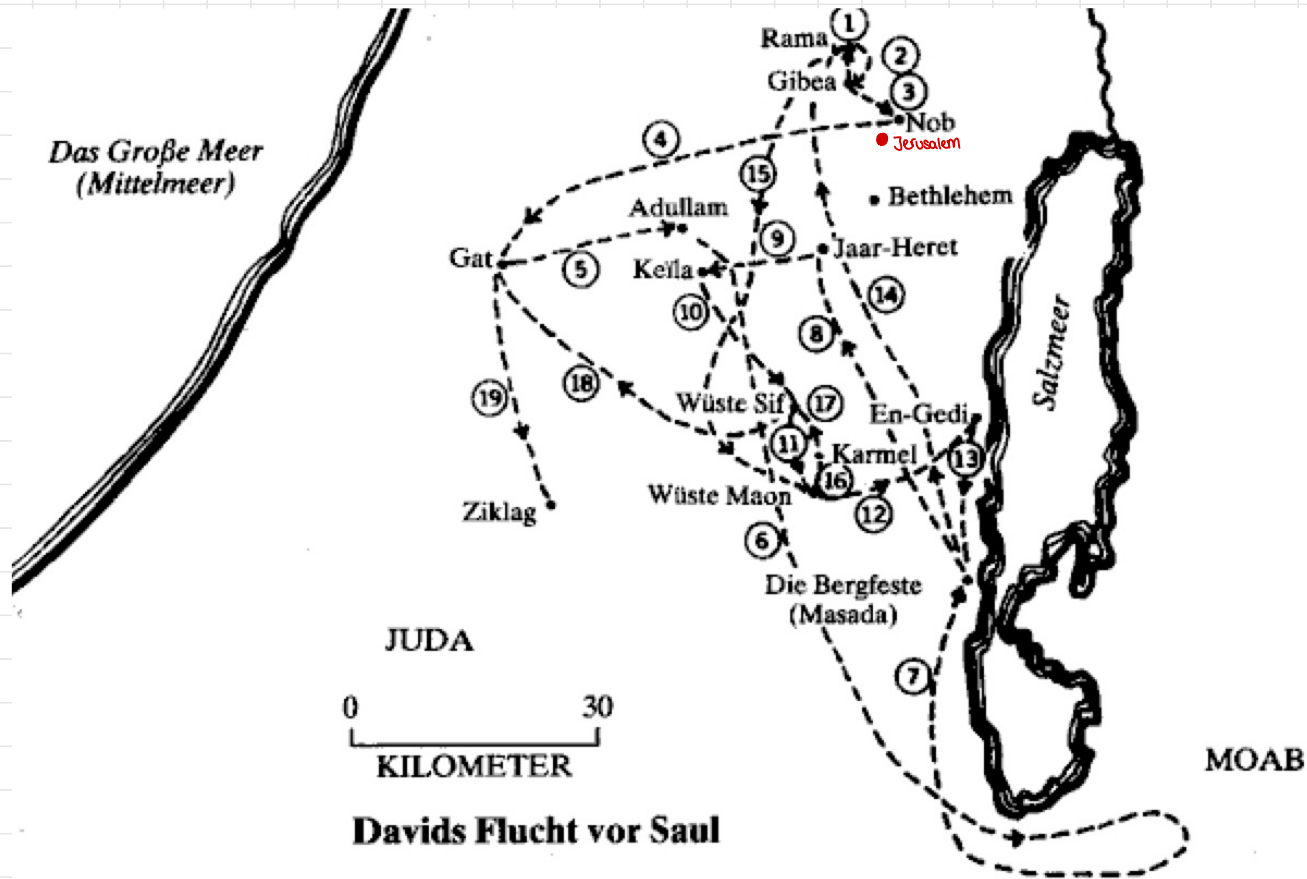 1
Rama
2
Gibea
3
Nob
Jerusalem
4
Das Große Meer
(Mittelmeer)
15
Bethlehem
Adullam
9
Jaar-Heret
Gat
5
Keïla
14
10
8
Salzmeer
18
19
Wüste Sif
17
En-Gedi
11
Karmel
13
16
Wüste Maon
12
Ziklag
6
Die Bergfeste
(Masada)
JUDA
7
0 30
KILOMETER
MOAB
Davids Flucht vor Saul